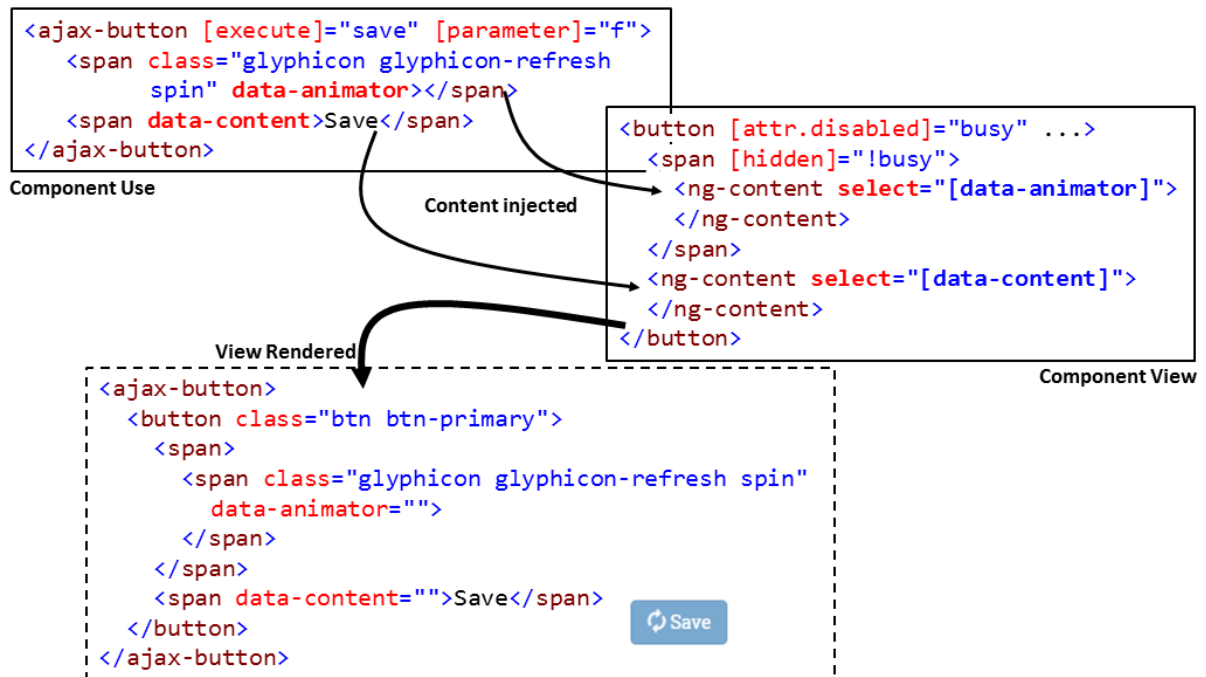 <ajax-button [execute]="save" [parameter]="f">
<span class="glyphicon glyphicon-refresh
spin" data-animator></span>
<span data-content>Save</span>
</ajax-button>
Component Use
Content injected
<button [attr.disabled]="busy" ...>
<span [hidden]="!busy">
<ng-content select="[data-animator]">
</ng-content>
</span>
<ng-content select="[data-content]">
</ng-content>
</button>
Component View
View Rendered
<ajax-button>
<button class="btn btn-primary">
<span>
<span class="glyphicon glyphicon-refresh spin"
data-animator="">
</span>
</span>
<span data-content="">Save</span>
</button>
</ajax-button>
Save